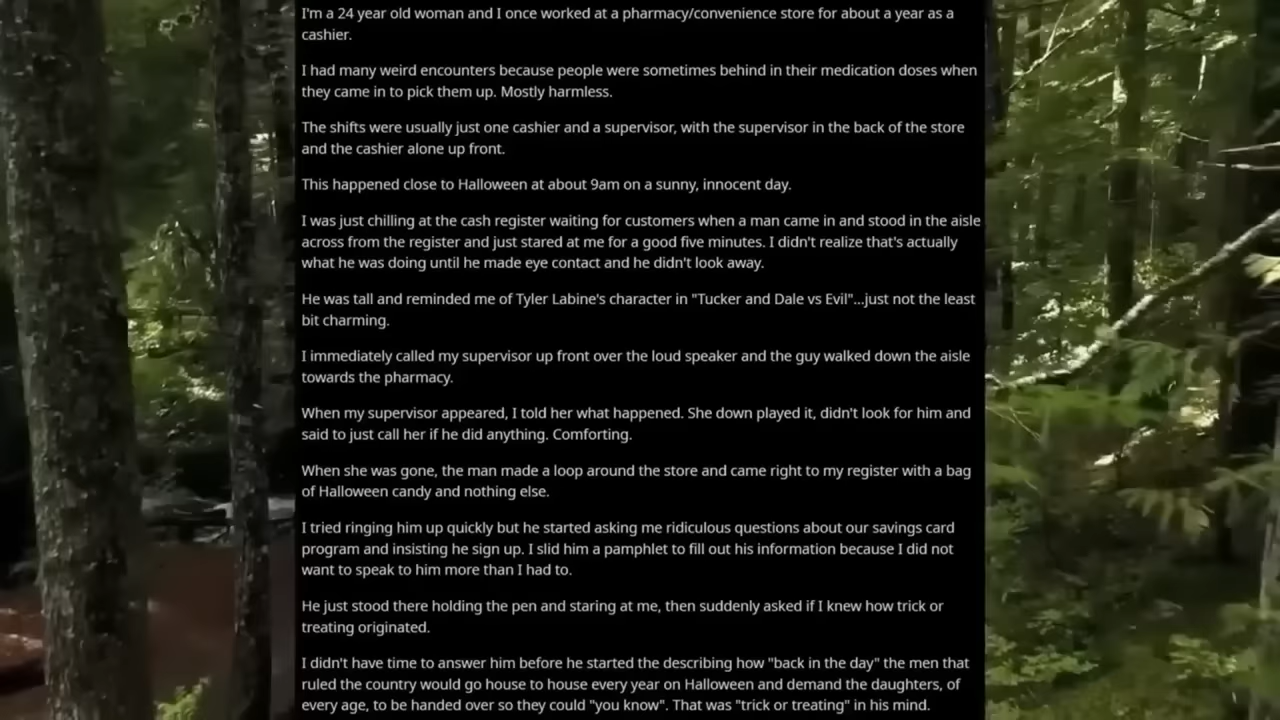 I'm a 24 year old woman and I once worked at a pharmacy/convenience store for about a year as a
cashier.
I had many weird encounters because people were sometimes behind in their medication doses when
they came in to pick them up. Mostly harmless.
The shifts were usually just one cashier and a supervisor, with the supervisor in the back of the store
and the cashier alone up front.
This happened close to Halloween at about 9am on a sunny, innocent day.
I was just chilling at the cash register waiting for customers when a man came in and stood in the aisle
across from the register and just stared at me for a good five minutes. I didn't realize that's actually
what he was doing until he made eye contact and he didn't look away.
He was tall and reminded me of Tyler Labine's character in "Tucker and Dale vs Evil"...just not the least
bit charming.
I immediately called my supervisor up front over the loud speaker and the guy walked down the aisle
towards the pharmacy.
When my supervisor appeared, I told her what happened. She down played it, didn't look for him and
said to just call her if he did anything. Comforting.
When she was gone, the man made a loop around the store and came right to my register with a bag
of Halloween candy and nothing else.
I tried ringing him up quickly but he started asking me ridiculous questions about our savings card
program and insisting he sign up. I slid him a pamphlet to fill out his information because I did not
want to speak to him more than I had to.
He just stood there holding the pen and staring at me, then suddenly asked if I knew how trick or
treating originated.
I didn't have time to answer him before he started the describing how "back in the day" the men that
ruled the country would go house to house every year on Halloween and demand the daughters, of
every age, to be handed over so they could "you know". That was "trick or treating" in his mind.